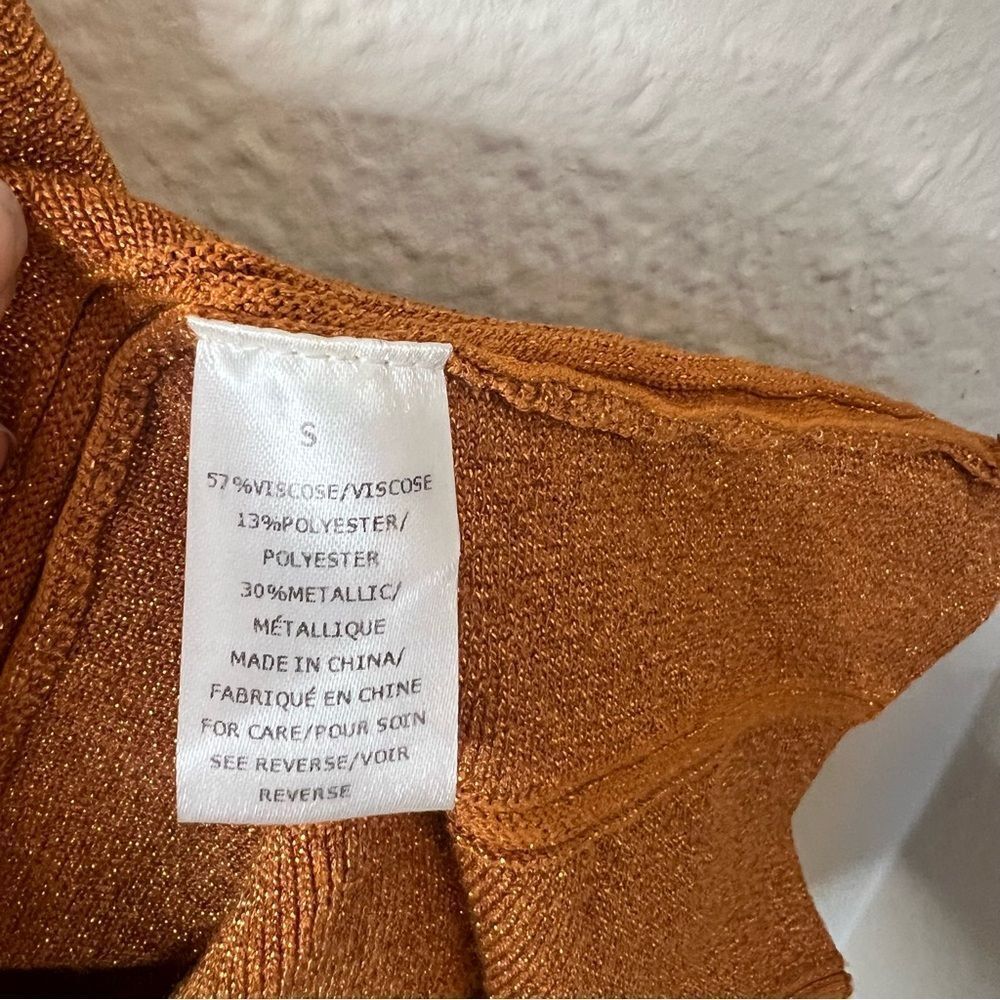 S
57%VISCOSE/VISCOSE
13%POLYESTER/
POLYESTER
30%METALLIC/
MÉTALLIQUE
MADE IN CHINA/
FABRIQUÉ EN CHINE
FOR CARE/POUR SOIN
SEE REVERSE/VOIR
REVERSE